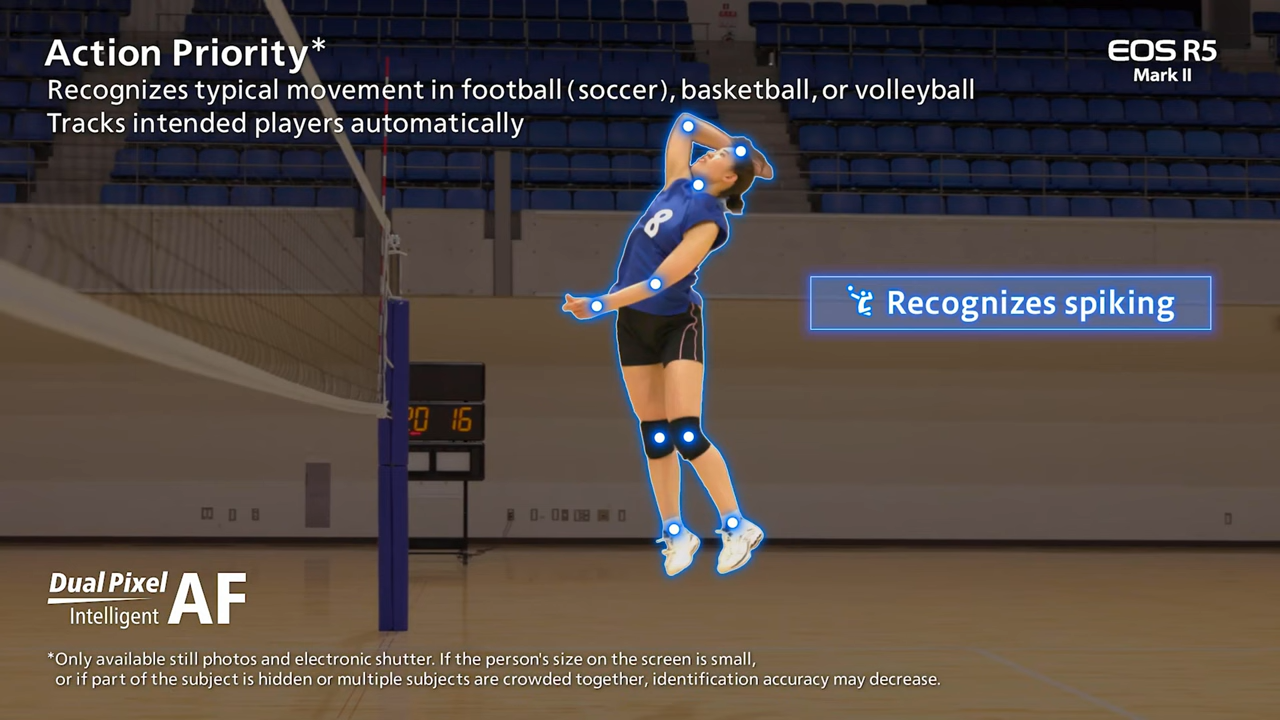 Action Priority*
EOS R5
Mark II
Recognizes typical movement in football (soccer), basketball, or volleyball
Tracks intended players automatically
8
Recognizes spiking
20 16
Dual Pixel
Intelligent AF
*Only available still photos and electronic shutter. If the person's size on the screen is small,
or if part of the subject is hidden or multiple subjects are crowded together, identification accuracy may decrease.